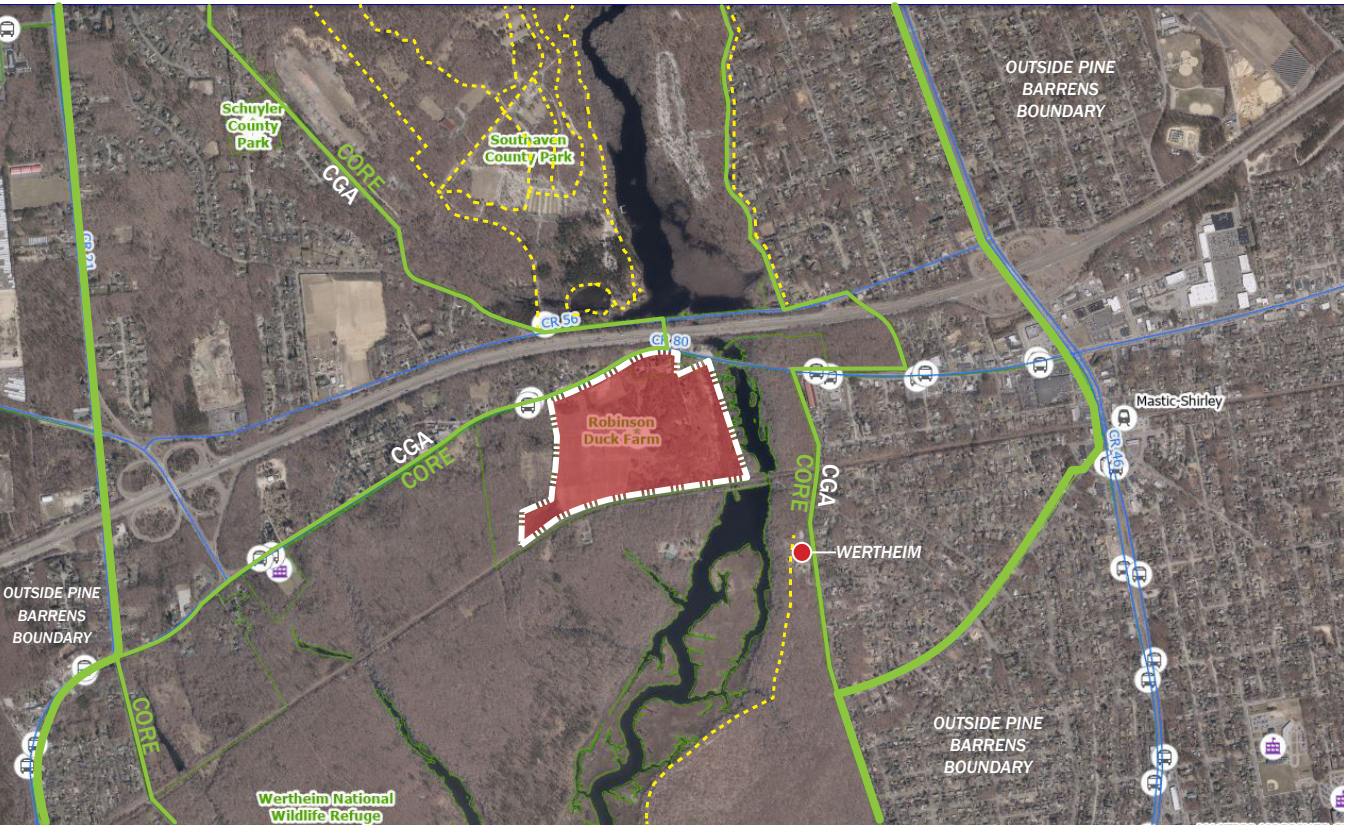 OUTSIDE PINE
BARRENS
BOUNDARY
Schuyler
County
Park
Southaven
County Park
CORE
CGA
CR 21
CR 56
CR 80
Mastic-Shirley
Robinson
Duck Farm
CGA
CORE
CR 46
CORE
CGA
WERTHEIM
OUTSIDE PINE
BARRENS
BOUNDARY
CORE
OUTSIDE PINE
BARRENS
BOUNDARY
Wertheim National
Wildlife Refuge